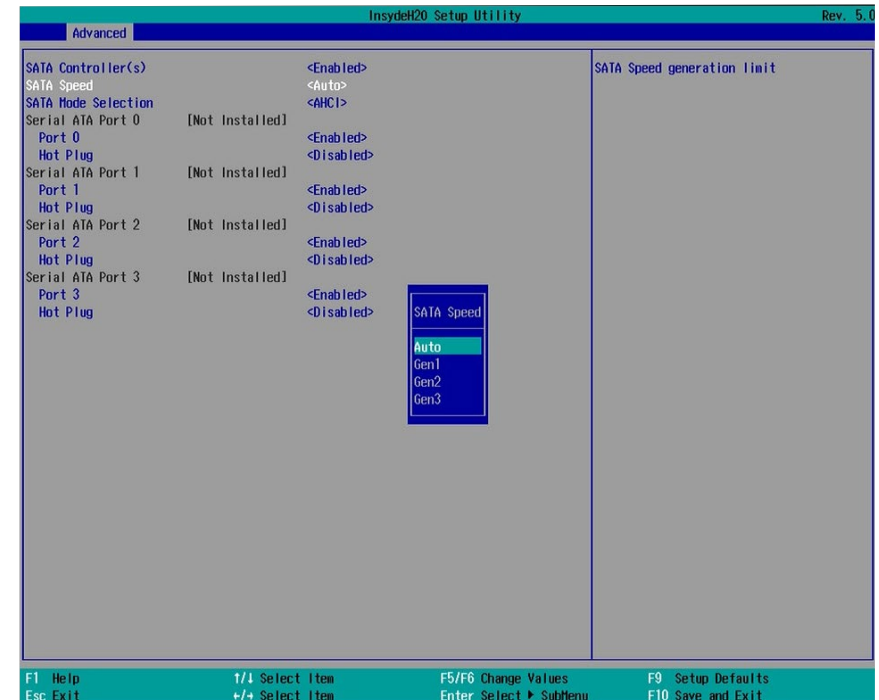 InsydeH20 Setup Utility Rev. 5.0
Advanced
SATA Controller(s) <Enabled> SATA Speed generation limit
SATA Speed <Auto>
SATA Mode Selection <AHCI>
Serial ATA Port 0 [Not Installed]
Port 0 <Enabled>
Hot Plug <Disabled>
Serial ATA Port 1 [Not Installed]
Port 1 <Enabled>
Hot Plug <Disabled>
Serial ATA Port 2 [Not Installed]
Port 2 <Enabled>
Hot Plug <Disabled>
Serial ATA Port 3 [Not Installed]
Port 3 <Enabled>
Hot Plug <Disabled>
SATA Speed
Auto
Gen1
Gen2
Gen3
F1 Help ↑/↓ Select Item F5/F6 Change Values F9 Setup Defaults
Esc Exit ←/→ Select Item Enter Select ▶ SubMenu F10 Save and Exit